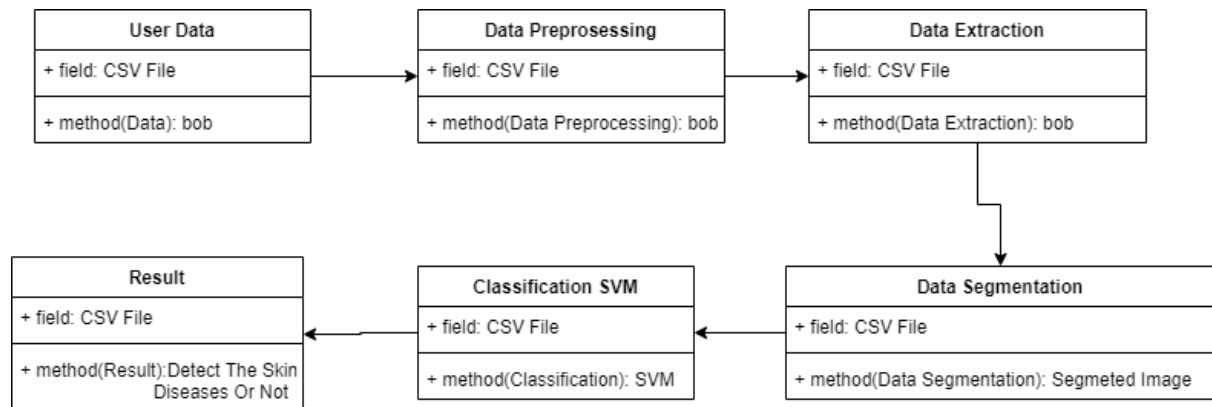 User Data
+ field: CSV File
+ method(Data): bob
Data Preprosessing
+ field: CSV File
+ method(Data Preprocessing): bob
Data Extraction
+ field: CSV File
+ method(Data Extraction): bob
Result
+ field: CSV File
+ method(Result):Detect The Skin
Diseases Or Not
Classification SVM
+ field: CSV File
+ method(Classification): SVM
Data Segmentation
+ field: CSV File
+ method(Data Segmentation): Segmeted Image